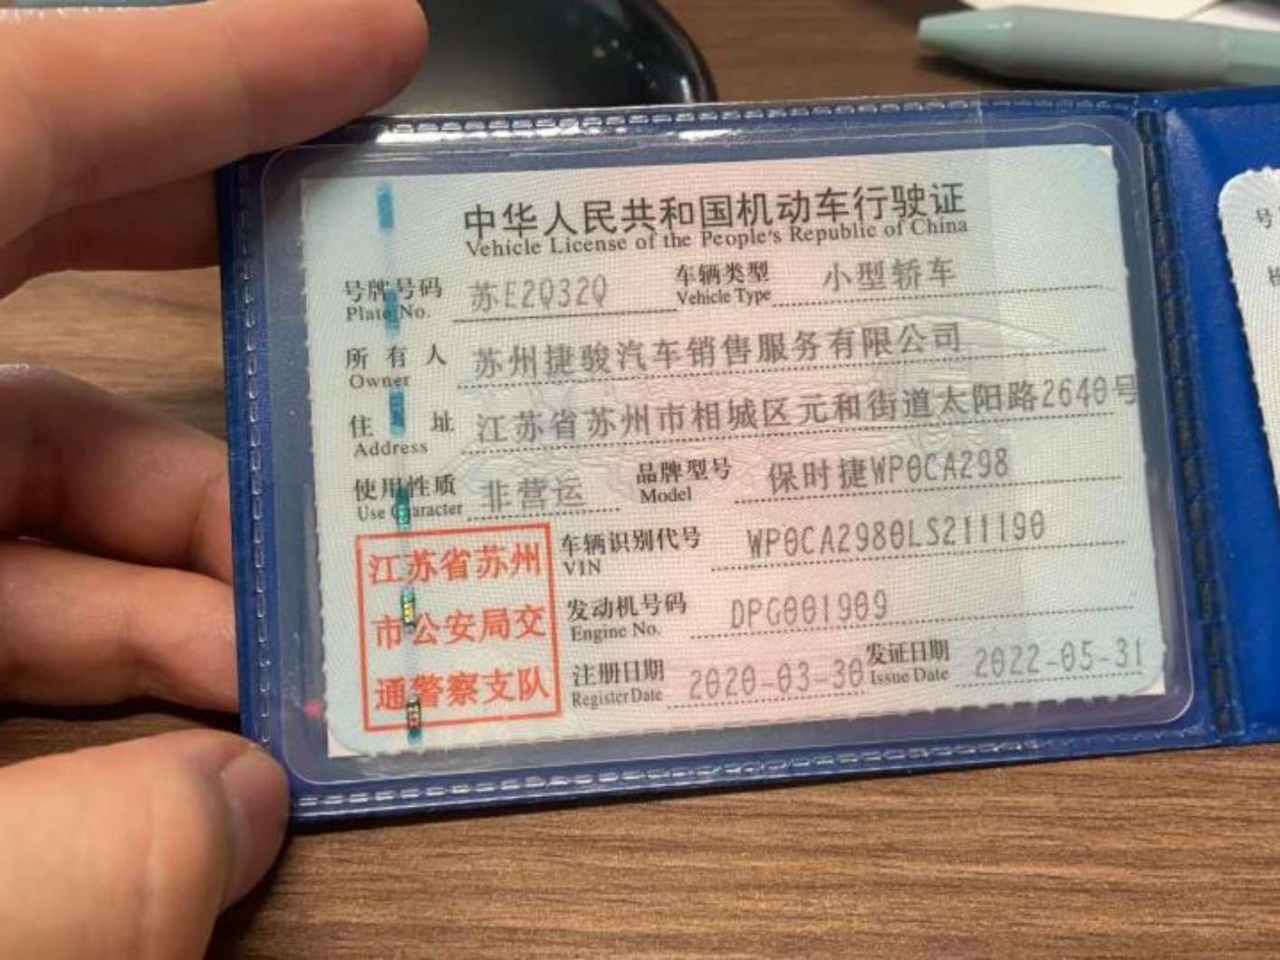 中华人民共和国机动车行驶证
Vehicle License of the People's Republic of China
号牌号码 苏E2Q32Q 车辆类型 小型轿车
Plate No. Vehicle Type
所有人 苏州捷骏汽车销售服务有限公司
Owner
住址 江苏省苏州市相城区元和街道太阳路2640号
Address
使用性质 非营运 品牌型号 保时捷WP0CA298
Use Character Model
江苏省苏州
市公安局交
通警察支队
车辆识别代号 WP0CA2980LS211190
VIN
发动机号码 DPG001909
Engine No.
注册日期 2020-03-30 发证日期 2022-05-31
Register Date Issue Date
号